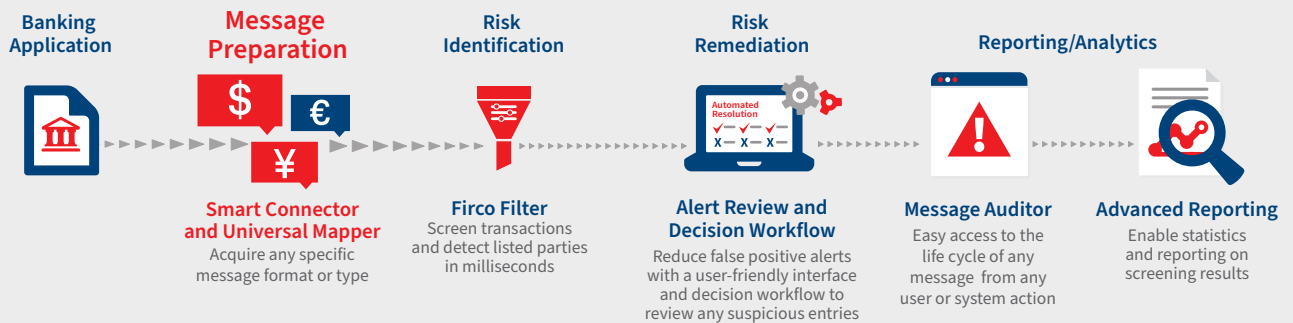 Banking
Application
Message
Preparation
$
€
¥
Smart Connector
and Universal Mapper
Acquire any specific
message format or type
Risk
Identification
Firco Filter
Screen transactions
and detect listed parties
in milliseconds
Risk
Remediation
Automated
Resolution
Alert Review and
Decision Workflow
Reduce false positive alerts
with a user-friendly interface
and decision workflow to
review any suspicious entries
Reporting/Analytics
Message Auditor
Easy access to the
life cycle of any
message from any
user or system action
Advanced Reporting
Enable statistics
and reporting on
screening results